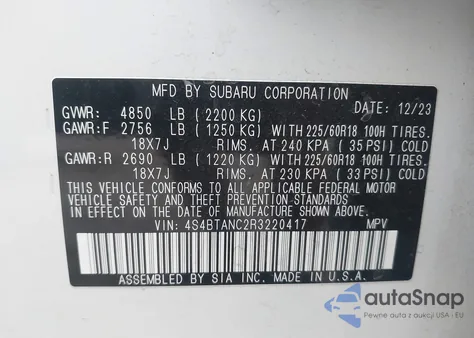 MFD BY SUBARU CORPORATION
GVWR: 4850 LB (2200 KG) DATE: 12/23
GAWR:F 2756 LB (1250 KG) WITH 225/60R18 100H TIRES.
18X7J RIMS. AT 240 KPA (35 PSI) COLD
GAWR:R 2690 LB (1220 KG) WITH 225/60R18 100H TIRES.
18X7J RIMS. AT 230 KPA (33 PSI) COLD
THIS VEHICLE CONFORMS TO ALL APPLICABLE FEDERAL MOTOR
VEHICLE SAFETY AND THEFT PREVENTION STANDARDS
IN EFFECT ON THE DATE OF MANUFACTURE SHOWN ABOVE.
VIN: 4S4BTANC2R3220417 MPV
ASSEMBLED BY SIA INC. MADE IN U.S.A.
autoSnap
Pewne auta z USA i EU